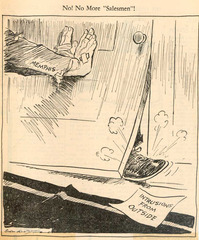 No! No More "Salesmen"!
MEMPHIS
INTRUSIONS
FROM
OUTSIDE